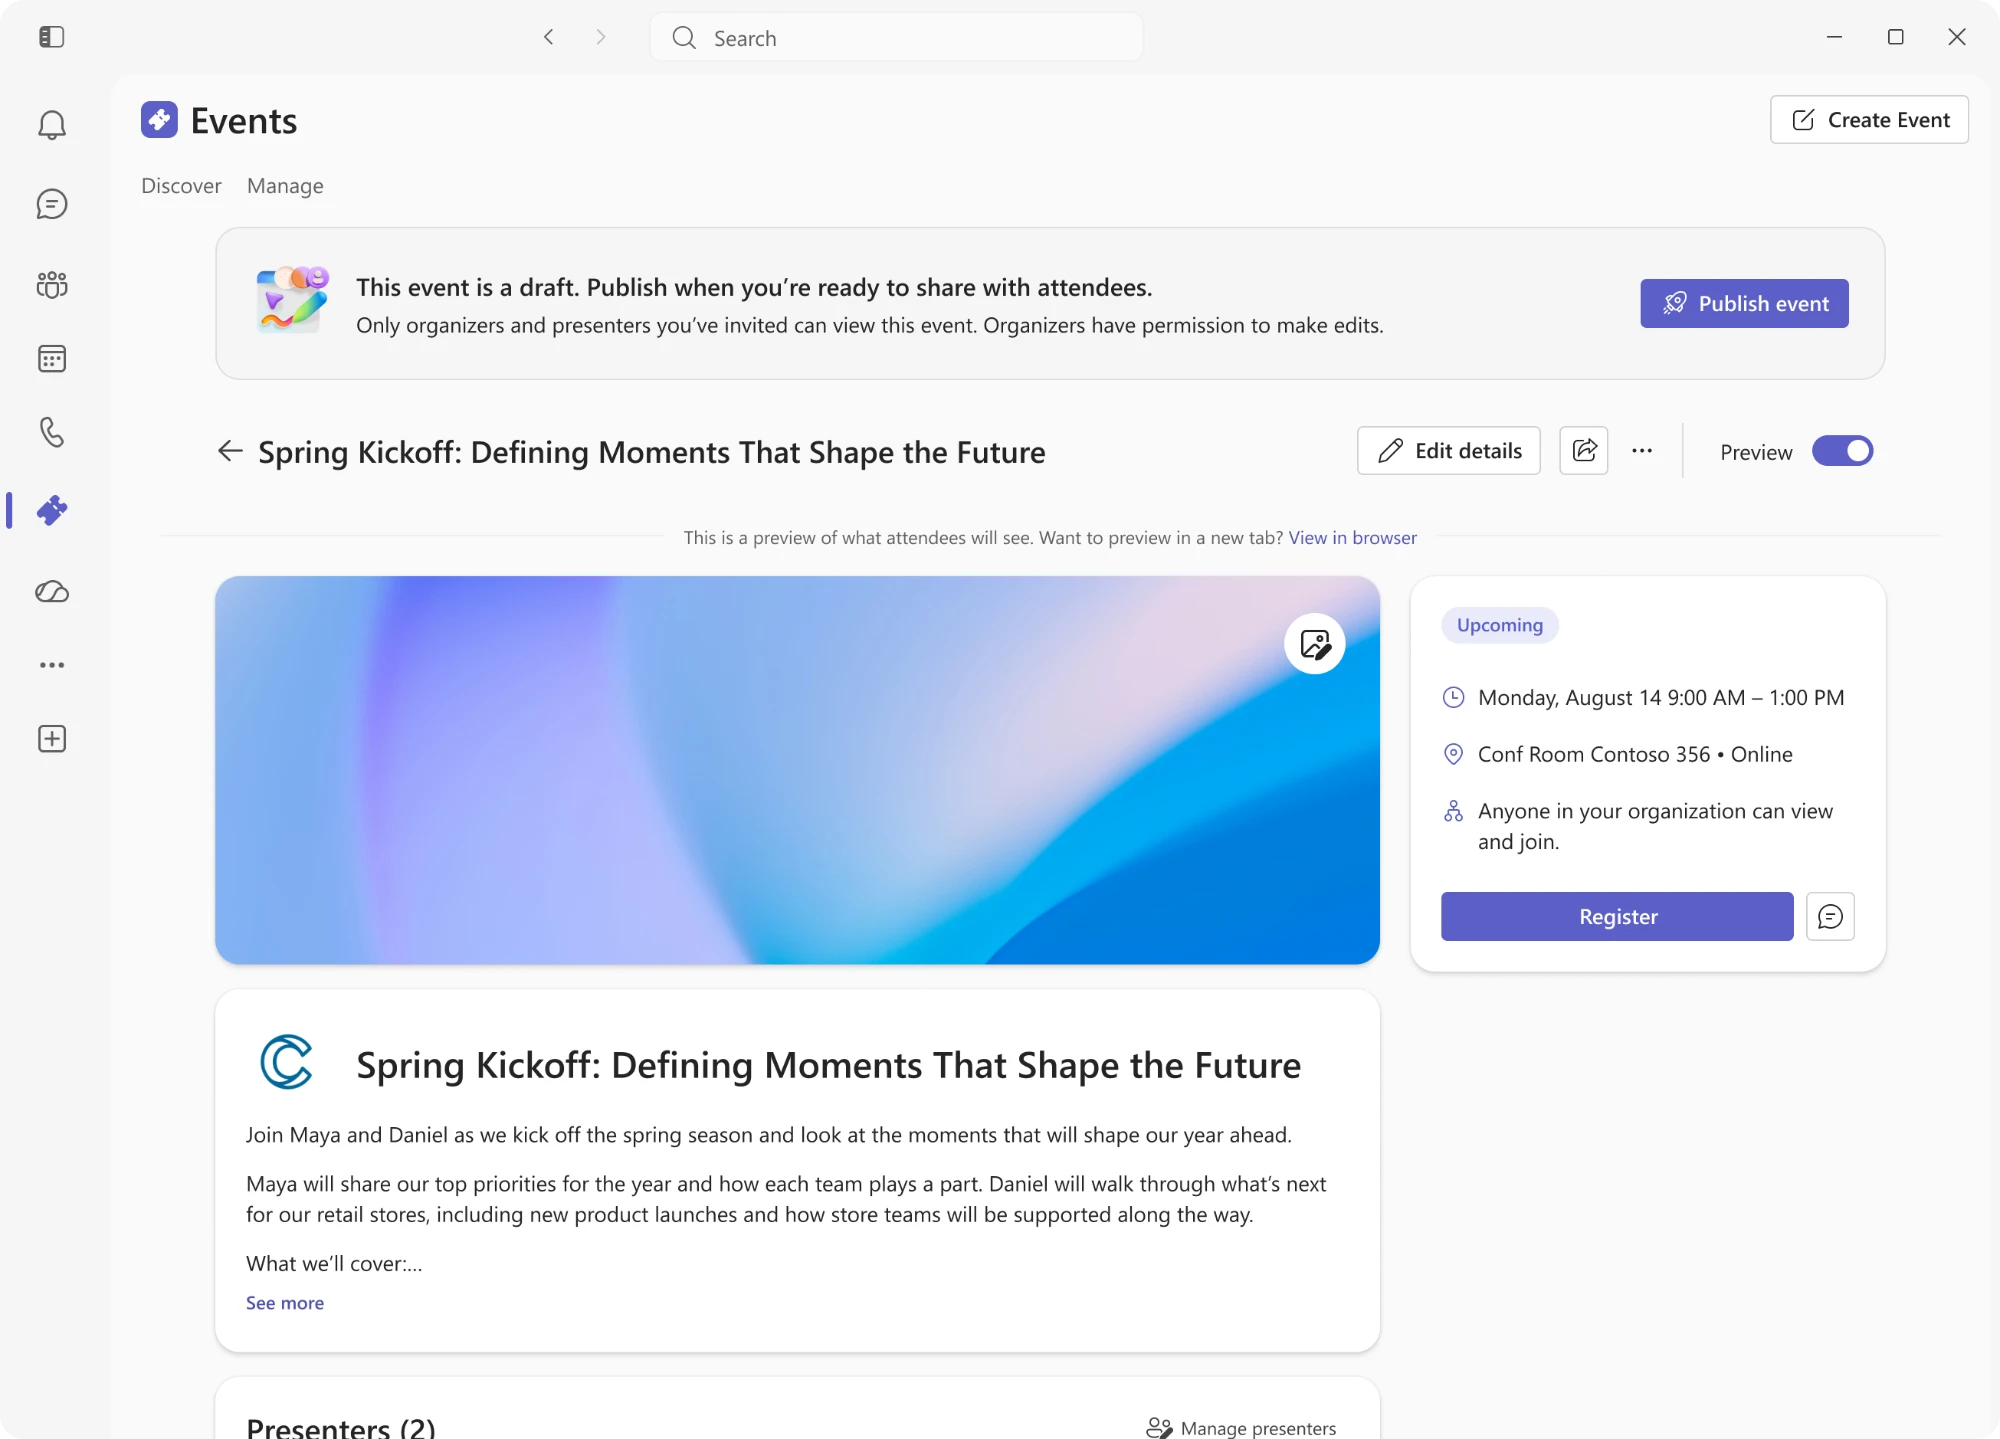 Search
Events
Create Event
Discover
Manage
This event is a draft. Publish when you’re ready to share with attendees.
Only organizers and presenters you’ve invited can view this event. Organizers have permission to make edits.
Publish event
Spring Kickoff: Defining Moments That Shape the Future
Edit details
Preview
This is a preview of what attendees will see. Want to preview in a new tab? View in browser
Upcoming
Monday, August 14 9:00 AM – 1:00 PM
Conf Room Contoso 356 • Online
Anyone in your organization can view
and join.
Register
Spring Kickoff: Defining Moments That Shape the Future
Join Maya and Daniel as we kick off the spring season and look at the moments that will shape our year ahead.
Maya will share our top priorities for the year and how each team plays a part. Daniel will walk through what’s next
for our retail stores, including new product launches and how store teams will be supported along the way.
What we’ll cover:...
See more
Presenters (2)
Manage presenters